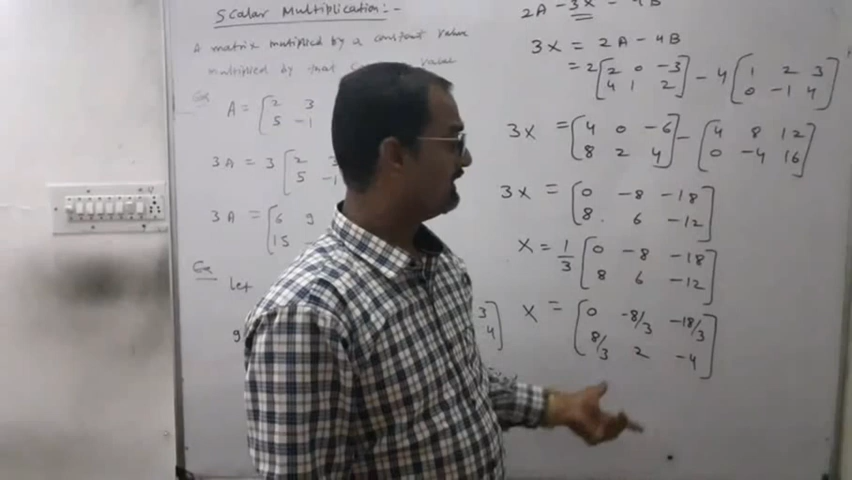 Scalar Multiplication:-
A matrix multiplied by a constant value
multiplied by that value
Ex
A = [2 3
5 -1]
3A = 3 [2
5 -1
3A = [6 9
15
Ex
let
3]
4]
2A - 3X = 4B
3X = 2A - 4B
= 2 [2 0 -3
4 1 2] - 4 [1 2 3
0 -1 4]
3X = [4 0 -6
8 2 4] - [4 8 12
0 -4 16]
3X = [0 -8 -18
8 6 -12]
X = 1/3 [0 -8 -18
8 6 -12]
X = [0 -8/3 -18/3
8/3 2 -4]